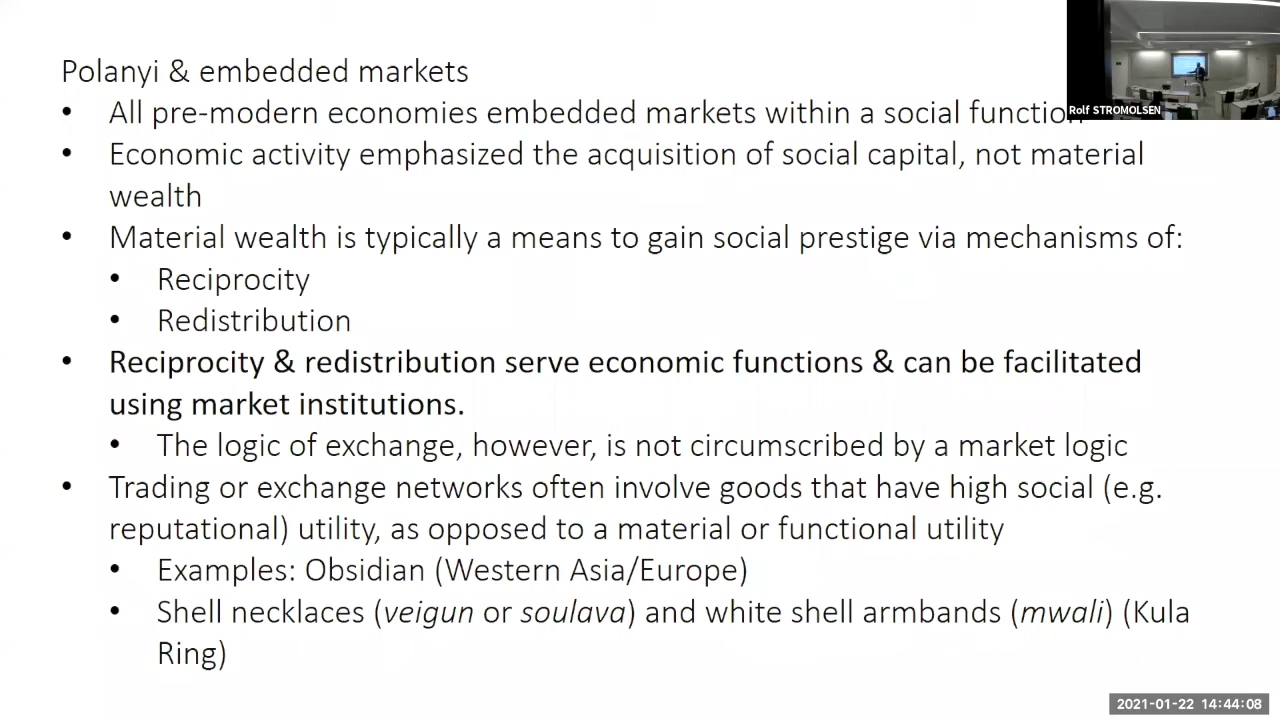 Polanyi & embedded markets
• All pre-modern economies embedded markets within a social function
• Economic activity emphasized the acquisition of social capital, not material
wealth
• Material wealth is typically a means to gain social prestige via mechanisms of:
• Reciprocity
• Redistribution
• Reciprocity & redistribution serve economic functions & can be facilitated
using market institutions.
• The logic of exchange, however, is not circumscribed by a market logic
• Trading or exchange networks often involve goods that have high social (e.g.
reputational) utility, as opposed to a material or functional utility
• Examples: Obsidian (Western Asia/Europe)
• Shell necklaces (veigun or soulava) and white shell armbands (mwali) (Kula
Ring)
Rolf STROMOLSEN
2021-01-22 14:44:08